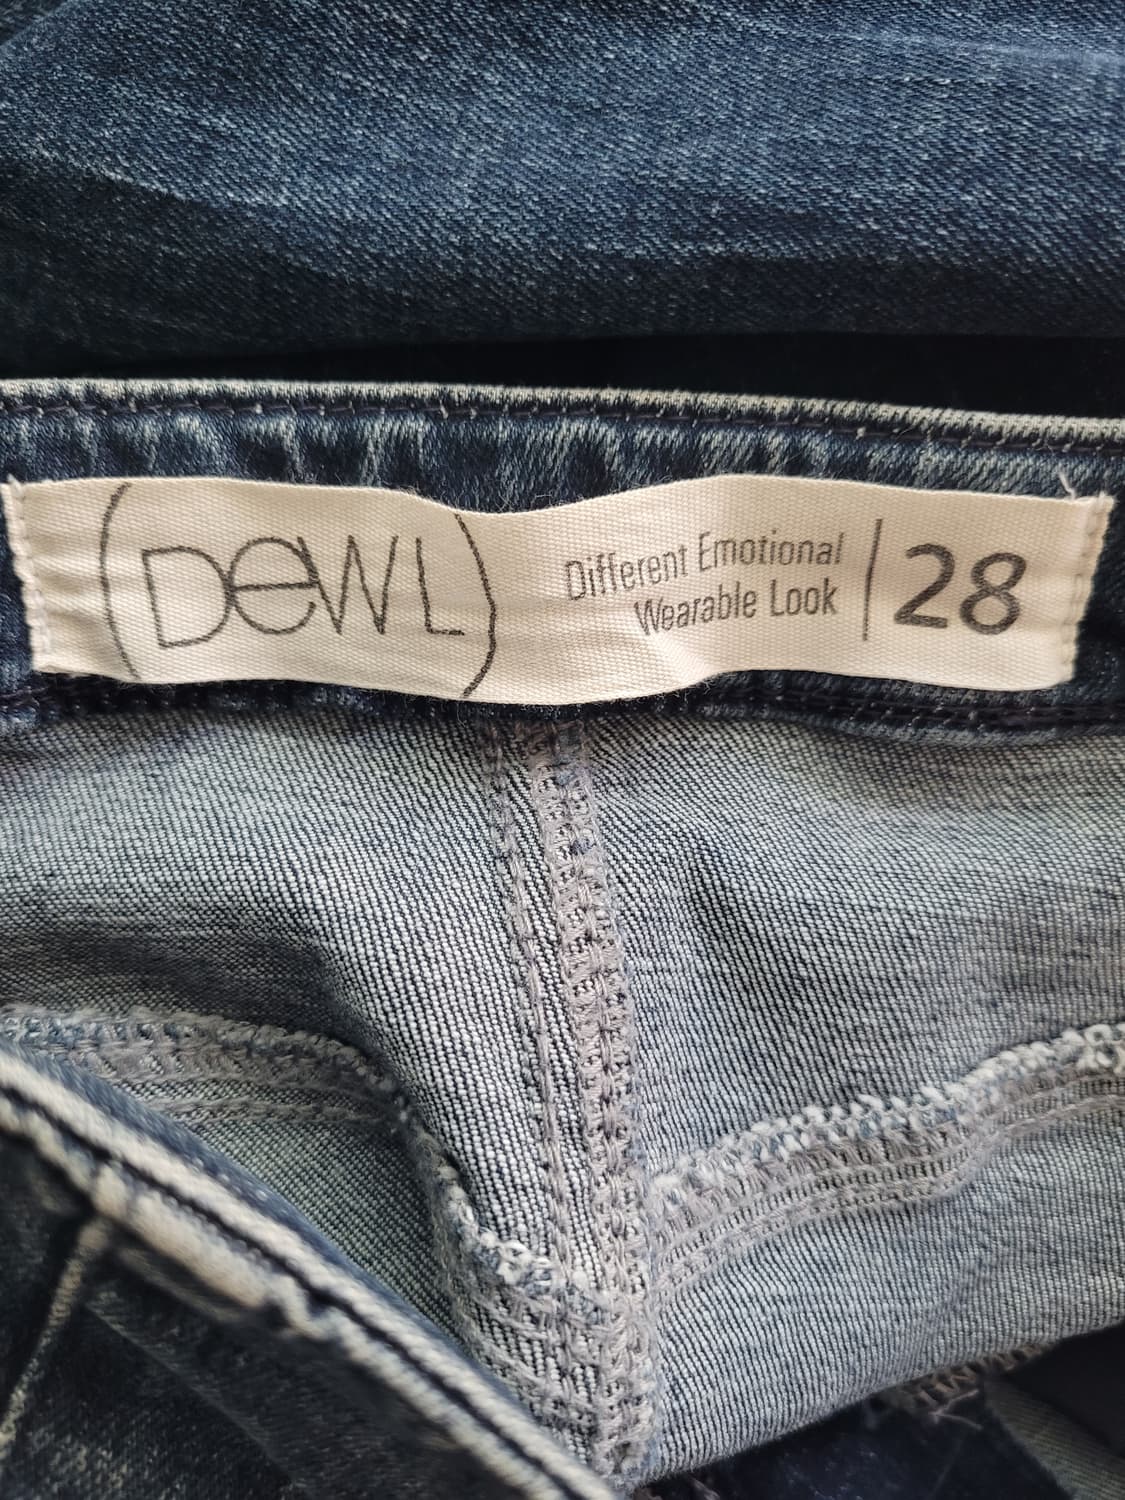 (DeWL)
Different Emotional
Wearable Look
28